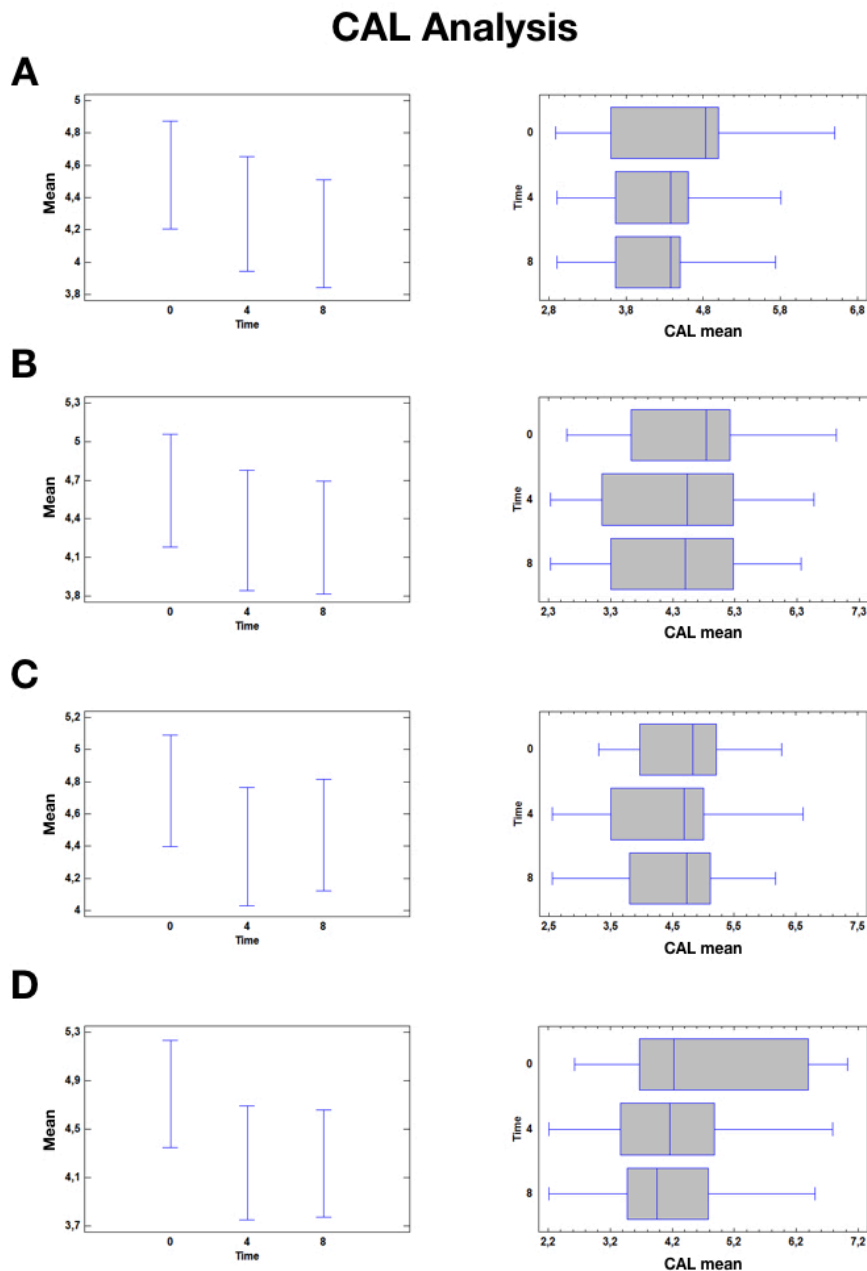 CAL Analysis
A
Mean
5
4,8
4,6
4,4
4,2
4
3,8
0 4 8
Time
Time
0
4
8
2,8 3,8 4,8 5,8 6,8
CAL mean
B
Mean
5,3
5
4,7
4,4
4,1
3,8
0 4 8
Time
Time
0
4
8
2,3 3,3 4,3 5,3 6,3 7,3
CAL mean
C
Mean
5,2
5
4,8
4,6
4,4
4,2
4
0 4 8
Time
Time
0
4
8
2,5 3,5 4,5 5,5 6,5 7,5
CAL mean
D
Mean
5,3
4,9
4,5
4,1
3,7
0 4 8
Time
Time
0
4
8
2,2 3,2 4,2 5,2 6,2 7,2
CAL mean